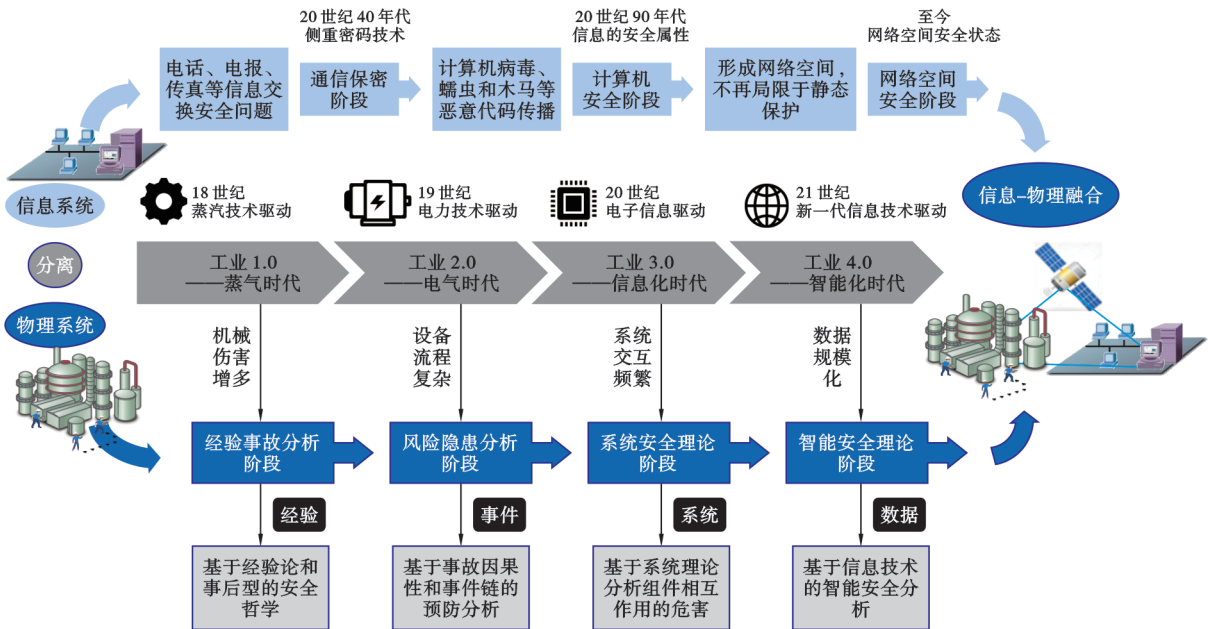 20 世纪 40 年代
侧重密码技术
20 世纪 90 年代
信息的安全属性
至今
网络空间安全状态
电话、电报、
传真等信息交
换安全问题
通信保密
阶段
计算机病毒、
蠕虫和木马等
恶意代码传播
计算机
安全阶段
形成网络空间，
不再局限于静态
保护
网络空间
安全阶段
信息系统
18 世纪
蒸汽技术驱动
19 世纪
电力技术驱动
20 世纪
电子信息驱动
21 世纪
新一代信息技术驱动
信息–物理融合
分离
工业 1.0
——蒸气时代
工业 2.0
——电气时代
工业 3.0
——信息化时代
工业 4.0
——智能化时代
物理系统
机械
伤害
增多
设备
流程
复杂
系统
交互
频繁
数据
规模
化
经验事故分析
阶段
风险隐患分析
阶段
系统安全理论
阶段
智能安全理论
阶段
经验
事件
系统
数据
基于经验论和
事后型的安全
哲学
基于事故因果
性和事件链的
预防分析
基于系统理论
分析组件相互
作用的危害
基于信息技术
的智能安全分
析